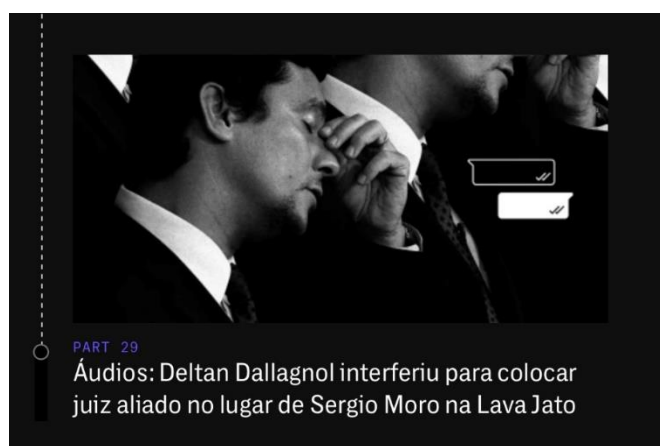 PART 29
Áudios: Deltan Dallagnol interferiu para colocar
juiz aliado no lugar de Sergio Moro na Lava Jato